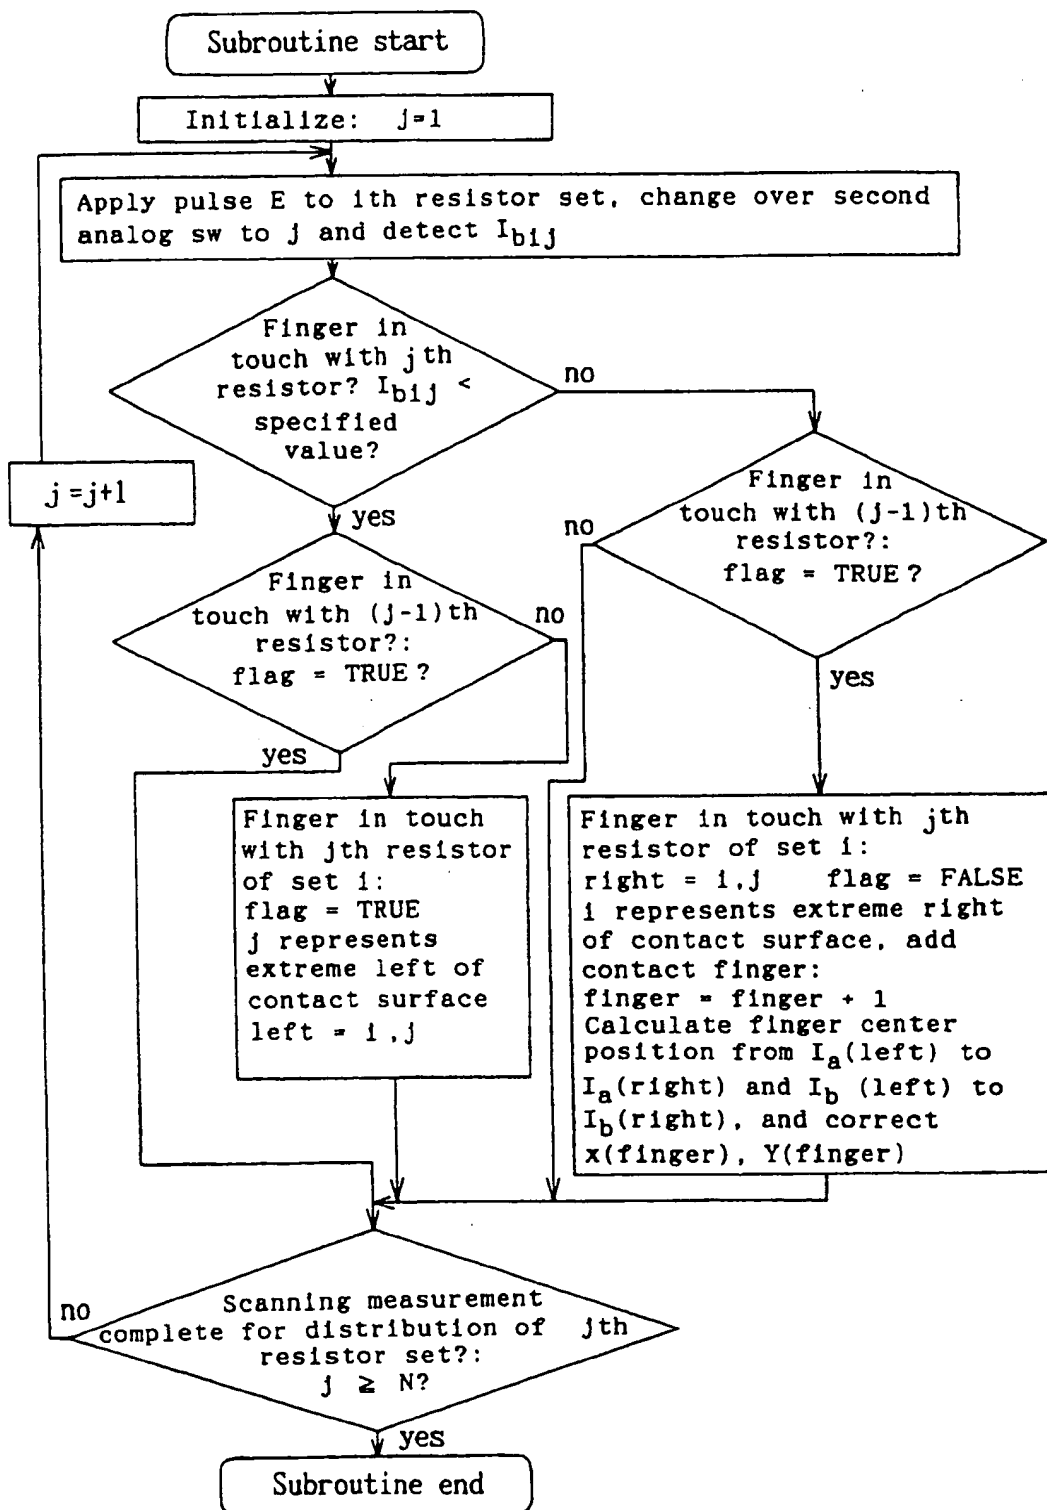 Subroutine start
Initialize: j=1
Apply pulse E to ith resistor set, change over second
analog sw to j and detect Ibij
Finger in
touch with jth
resistor? Ibij <
specified
value?
no
j=j+1
yes
Finger in
touch with (j-1)th
resistor?:
flag = TRUE?
no
Finger in
touch with (j-1)th
resistor?:
flag = TRUE?
no
yes
yes
Finger in touch
with jth resistor
of set i:
flag = TRUE
j represents
extreme left of
contact surface
left = i,j
Finger in touch with jth
resistor of set i:
right = i,j flag = FALSE
i represents extreme right
of contact surface, add
contact finger:
finger = finger + 1
Calculate finger center
position from Ia(left) to
Ia(right) and Ib (left) to
Ib(right), and correct
x(finger), Y(finger)
no
Scanning measurement
complete for distribution of jth
resistor set?:
j ≧ N?
yes
Subroutine end